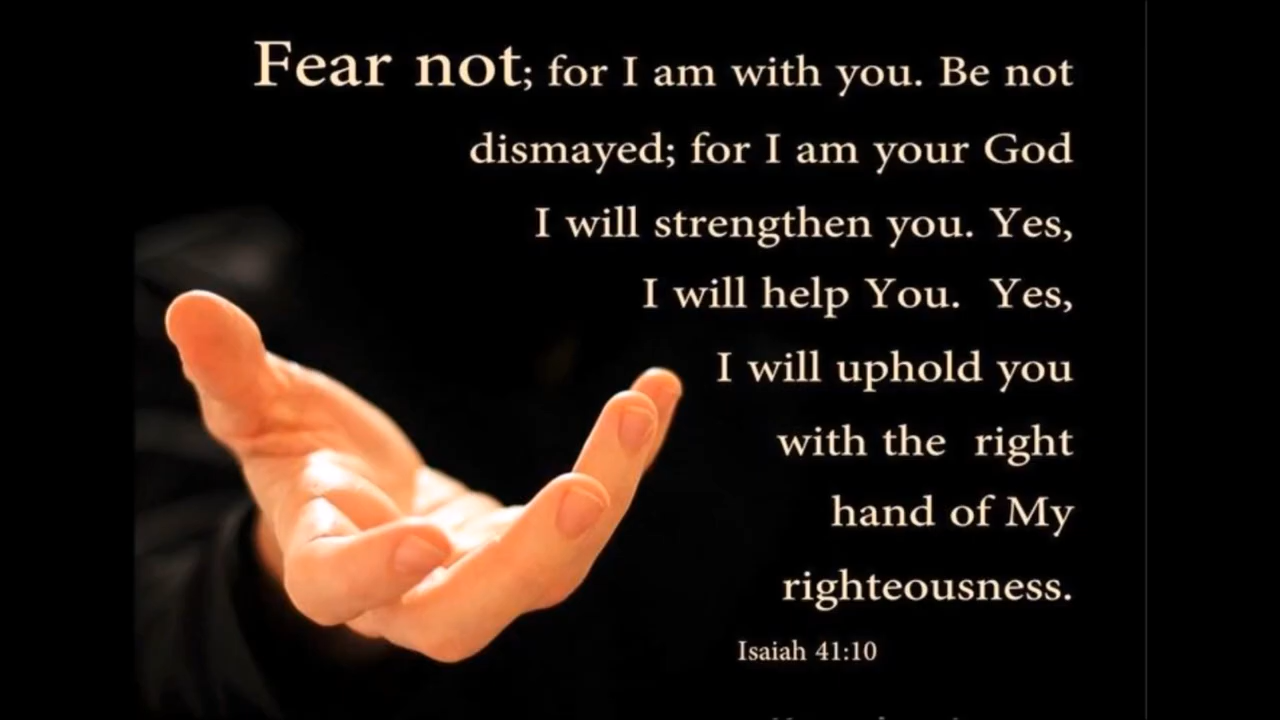 Fear not; for I am with you. Be not
dismayed; for I am your God
I will strengthen you. Yes,
I will help You. Yes,
I will uphold you
with the right
hand of My
righteousness.
Isaiah 41:10